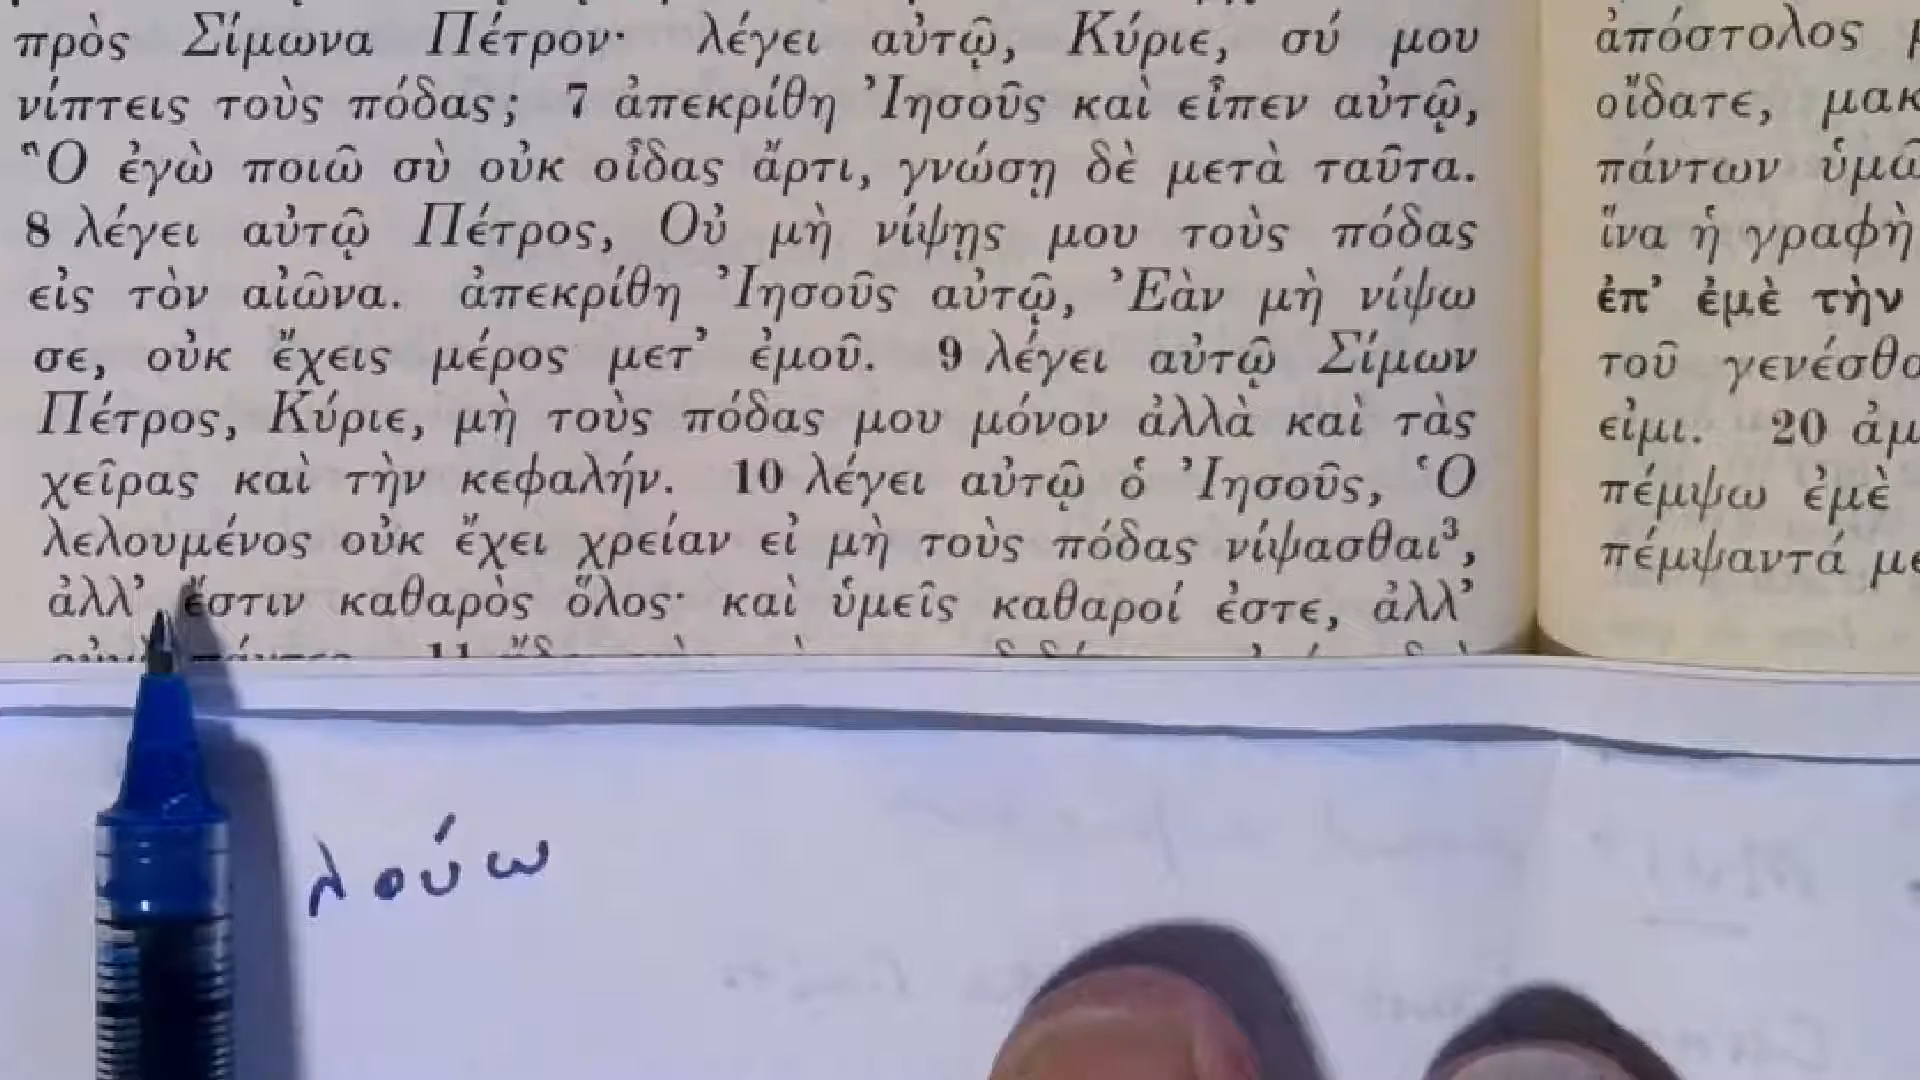 πρὸς Σίμωνα Πέτρον· λέγει αὐτῷ, Κύριε, σύ μου
νίπτεις τοὺς πόδας; 7 ἀπεκρίθη Ἰησοῦς καὶ εἶπεν αὐτῷ,
Ὃ ἐγὼ ποιῶ σὺ οὐκ οἶδας ἄρτι, γνώσῃ δὲ μετὰ ταῦτα.
8 λέγει αὐτῷ Πέτρος, Οὐ μὴ νίψῃς μου τοὺς πόδας
εἰς τὸν αἰῶνα. ἀπεκρίθη Ἰησοῦς αὐτῷ, Ἐὰν μὴ νίψω
σε, οὐκ ἔχεις μέρος μετ’ ἐμοῦ. 9 λέγει αὐτῷ Σίμων
Πέτρος, Κύριε, μὴ τοὺς πόδας μου μόνον ἀλλὰ καὶ τὰς
χεῖρας καὶ τὴν κεφαλήν. 10 λέγει αὐτῷ ὁ Ἰησοῦς, Ὁ
λελουμένος οὐκ ἔχει χρείαν εἰ μὴ τοὺς πόδας νίψασθαι³,
ἀλλ’ ἔστιν καθαρὸς ὅλος· καὶ ὑμεῖς καθαροί ἐστε, ἀλλ’
ἀπόστολος
οἴδατε, μακ
πάντων ὑμῶ
ἵνα ἡ γραφὴ
ἐπ’ ἐμὲ τὴν
τοῦ γενέσθα
εἰμι. 20 ἀμ
πέμψω ἐμὲ
πέμψαντά με
λούω